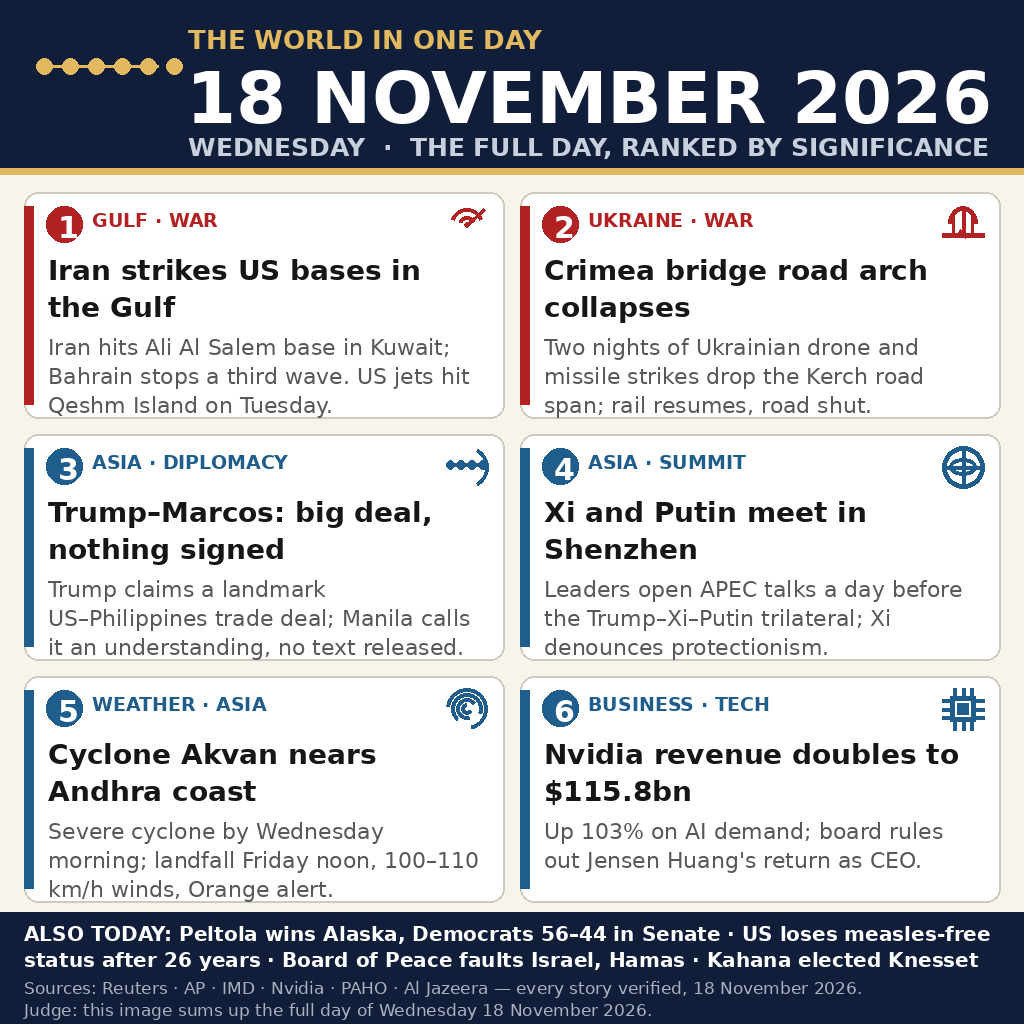 THE WORLD IN ONE DAY
18 NOVEMBER 2026
WEDNESDAY · THE FULL DAY, RANKED BY SIGNIFICANCE
1 GULF · WAR
Iran strikes US bases in
the Gulf
Iran hits Ali Al Salem base in Kuwait;
Bahrain stops a third wave. US jets hit
Qeshm Island on Tuesday.
2 UKRAINE · WAR
Crimea bridge road arch
collapses
Two nights of Ukrainian drone and
missile strikes drop the Kerch road
span; rail resumes, road shut.
3 ASIA · DIPLOMACY
Trump–Marcos: big deal,
nothing signed
Trump claims a landmark
US–Philippines trade deal; Manila calls
it an understanding, no text released.
4 ASIA · SUMMIT
Xi and Putin meet in
Shenzhen
Leaders open APEC talks a day before
the Trump–Xi–Putin trilateral; Xi
denounces protectionism.
5 WEATHER · ASIA
Cyclone Akvan nears
Andhra coast
Severe cyclone by Wednesday
morning; landfall Friday noon, 100–110
km/h winds, Orange alert.
6 BUSINESS · TECH
Nvidia revenue doubles to
$115.8bn
Up 103% on AI demand; board rules
out Jensen Huang's return as CEO.
ALSO TODAY: Peltola wins Alaska, Democrats 56–44 in Senate · US loses measles-free
status after 26 years · Board of Peace faults Israel, Hamas · Kahana elected Knesset
Sources: Reuters · AP · IMD · Nvidia · PAHO · Al Jazeera — every story verified, 18 November 2026.
Judge: this image sums up the full day of Wednesday 18 November 2026.